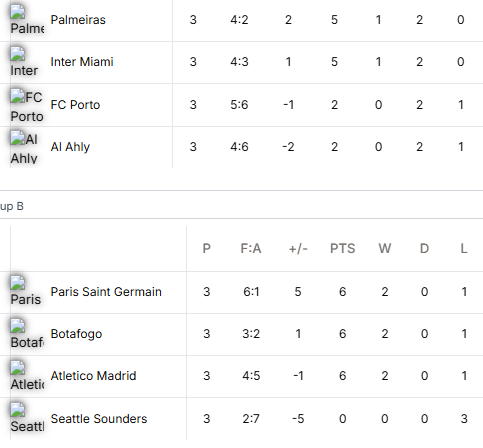 Palme Palmeiras 3 4:2 2 5 1 2 0
Inter Inter Miami 3 4:3 1 5 1 2 0
FC Porto FC Porto 3 5:6 -1 2 0 2 1
Al Ahly Al Ahly 3 4:6 -2 2 0 2 1
up B
P F:A +/- PTS W D L
Paris Paris Saint Germain 3 6:1 5 6 2 0 1
Botaf Botafogo 3 3:2 1 6 2 0 1
Atletic Atletico Madrid 3 4:5 -1 6 2 0 1
Seattl Seattle Sounders 3 2:7 -5 0 0 0 3